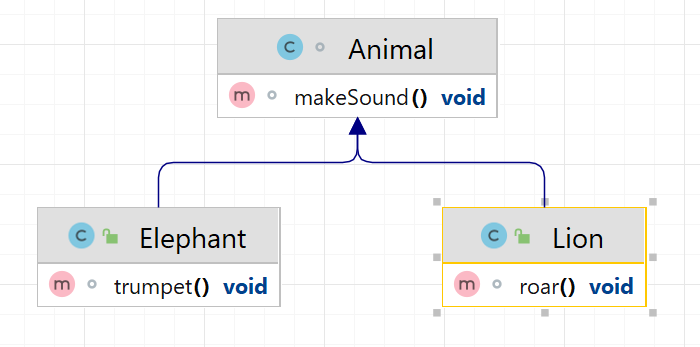 C Animal
m makeSound() void
C Elephant
m trumpet() void
C Lion
m roar() void